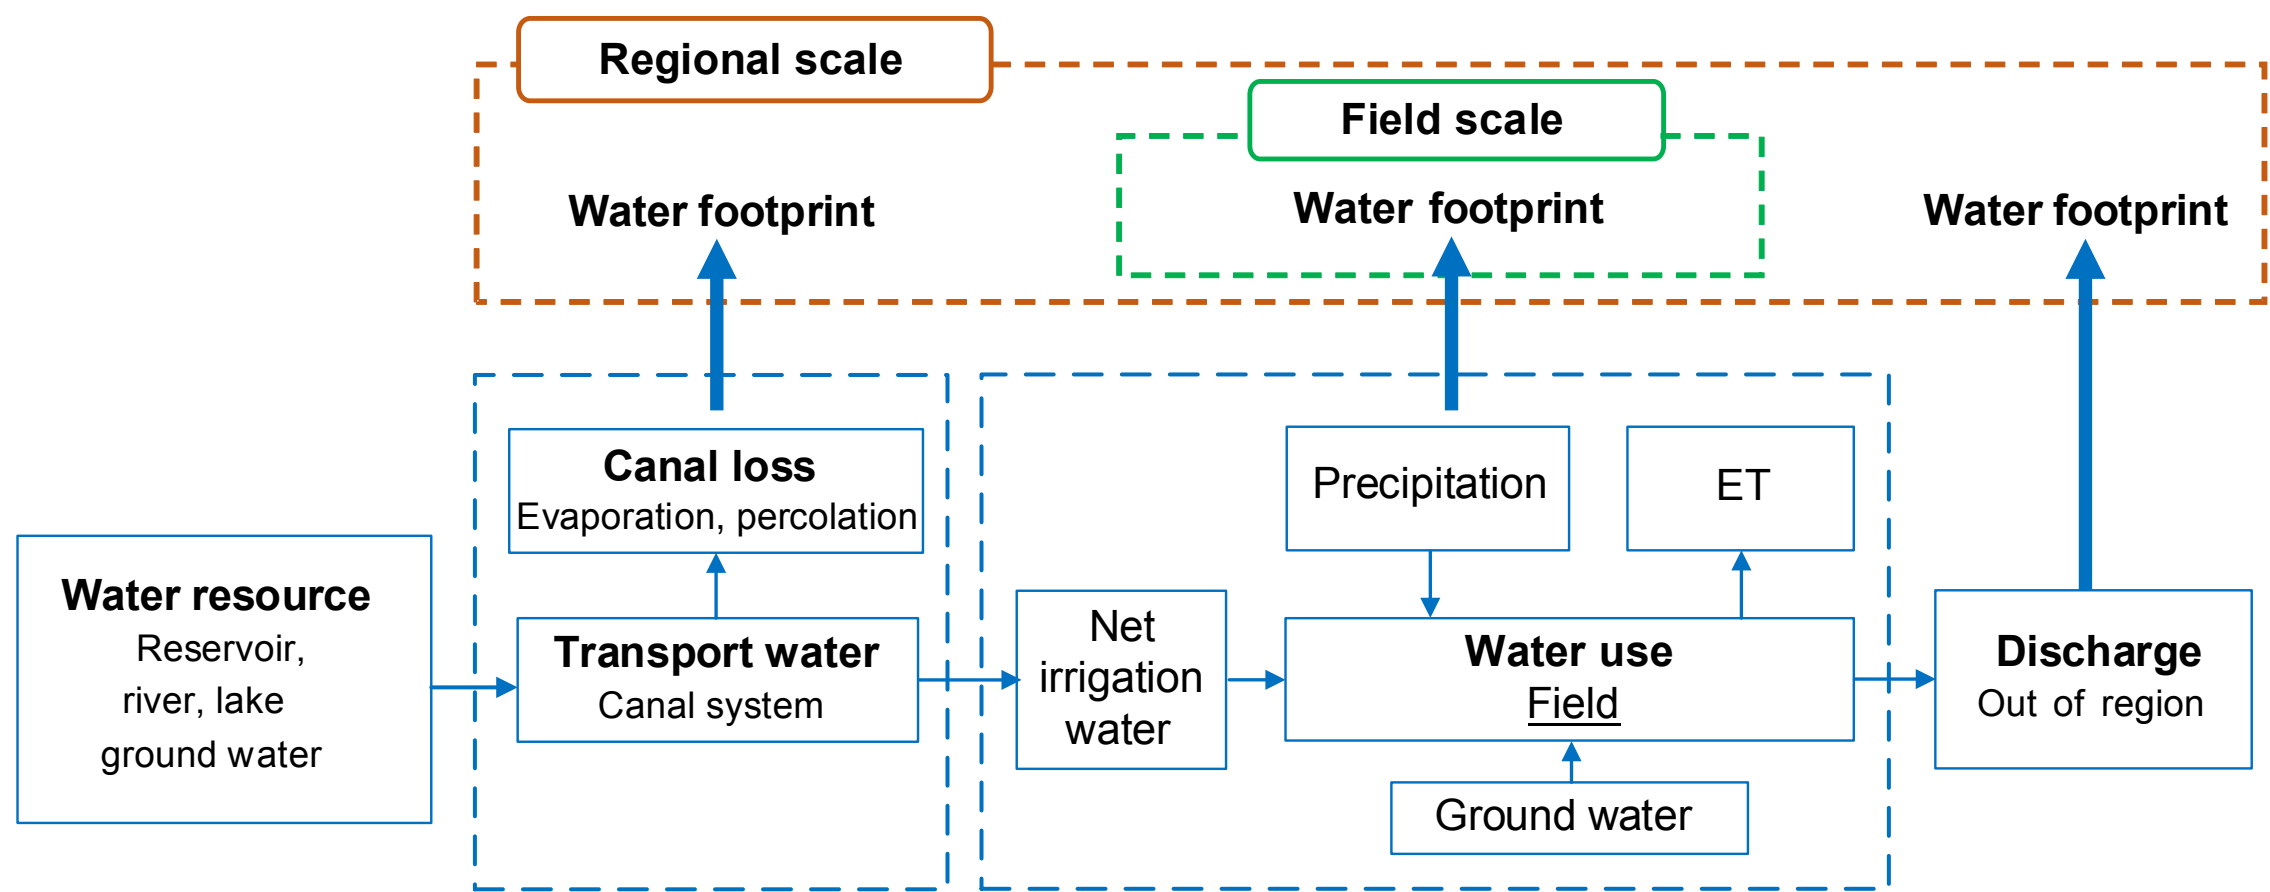 Regional scale
Field scale
Water footprint
Water footprint
Water footprint
Canal loss
Evaporation, percolation
Precipitation
ET
Water resource
Reservoir,
river, lake
ground water
Transport water
Canal system
Net
irrigation
water
Water use
Field
Discharge
Out of region
Ground water